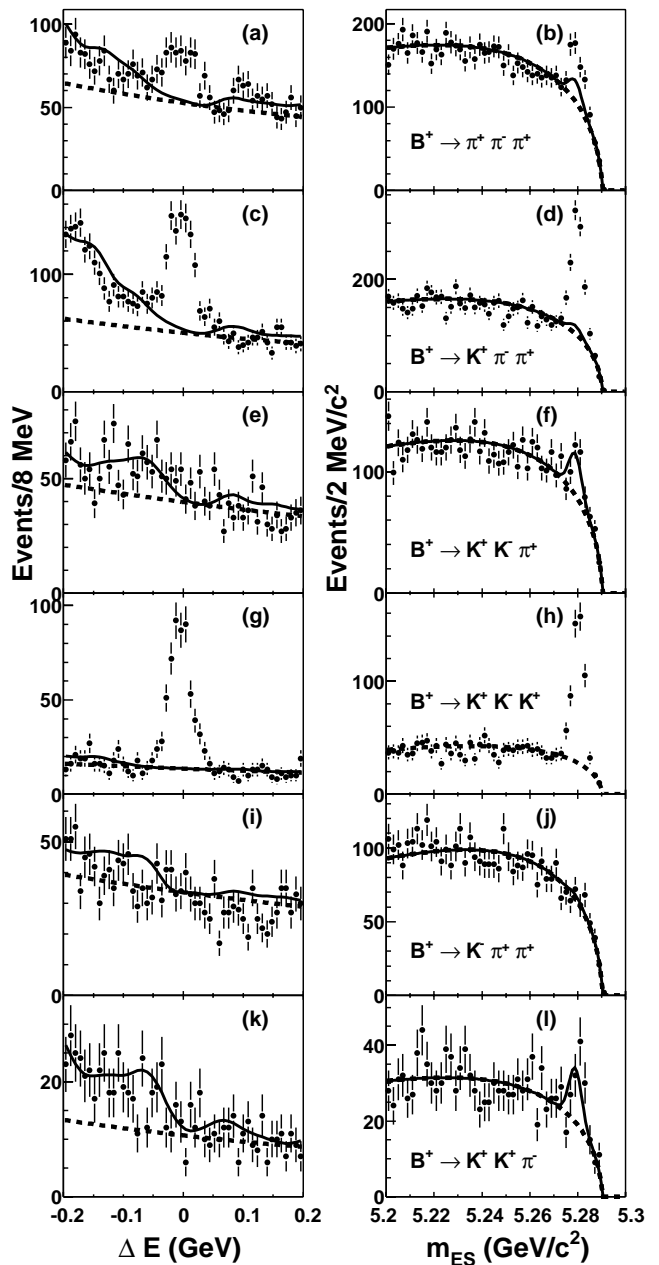 (a)
(b)
200
100
50
0
100
0
B⁺ → π⁺ π⁻ π⁺
(c)
(d)
100
0
200
0
B⁺ → K⁺ π⁻ π⁺
(e)
(f)
50
0
100
0
B⁺ → K⁺ K⁻ π⁺
(g)
(h)
100
50
0
100
0
B⁺ → K⁺ K⁻ K⁺
(i)
(j)
50
0
100
50
0
B⁺ → K⁻ π⁺ π⁺
(k)
(l)
20
0
40
20
0
B⁺ → K⁺ K⁺ π⁻
Events/8 MeV
Events/2 MeV/c²
-0.2 -0.1 0 0.1 0.2
5.2 5.22 5.24 5.26 5.28 5.3
Δ E (GeV)
m_ES (GeV/c²)